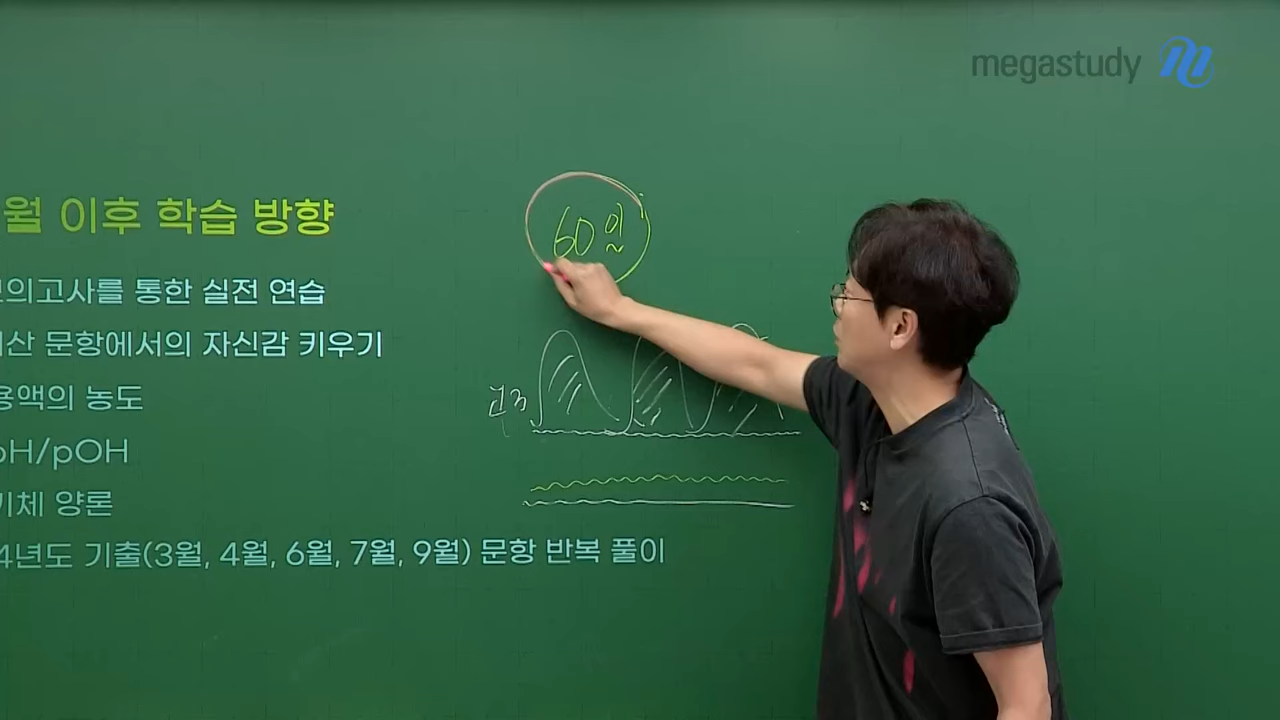 megastudy
월 이후 학습 방향
모의고사를 통한 실전 연습
계산 문항에서의 자신감 키우기
용액의 농도
pH/pOH
기체 양론
4년도 기출(3월, 4월, 6월, 7월, 9월) 문항 반복 풀이
60일